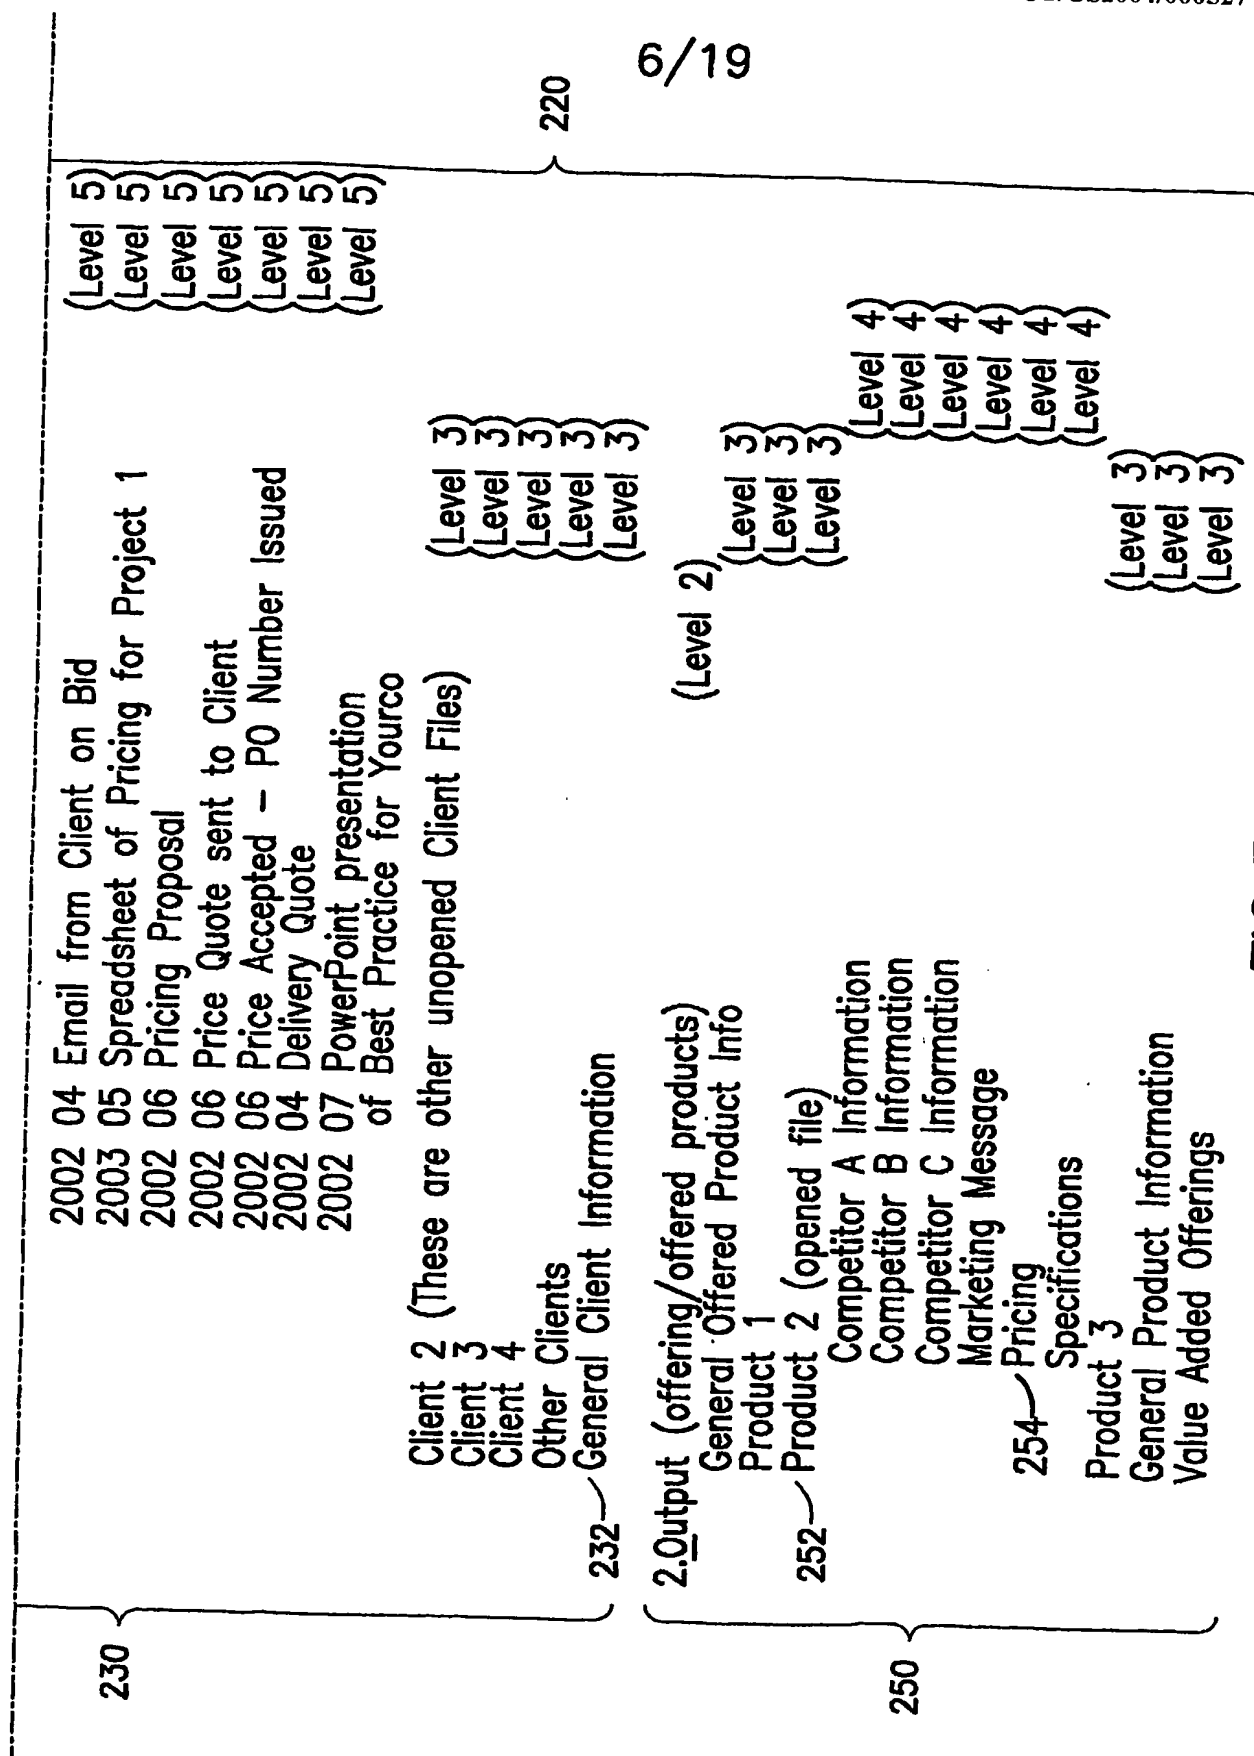 6/19
220
2002 04 Email from Client on Bid (Level 5)
2003 05 Spreadsheet of Pricing for Project 1 (Level 5)
2002 06 Pricing Proposal (Level 5)
2002 06 Price Quote sent to Client (Level 5)
2002 06 Price Accepted – PO Number Issued (Level 5)
2002 04 Delivery Quote (Level 5)
2002 07 PowerPoint presentation (Level 5)
of Best Practice for Yourco
230
Client 2 (These are other unopened Client Files) (Level 3)
Client 3 (Level 3)
Client 4 (Level 3)
Other Clients (Level 3)
232 General Client Information (Level 3)
2.Output (offering/offered products) (Level 2)
General Offered Product Info (Level 3)
Product 1 (Level 3)
252 Product 2 (opened file) (Level 3)
Competitor A Information (Level 4)
Competitor B Information (Level 4)
Competitor C Information (Level 4)
Marketing Message (Level 4)
254 Pricing (Level 4)
Specifications (Level 4)
250
Product 3 (Level 3)
General Product Information (Level 3)
Value Added Offerings (Level 3)